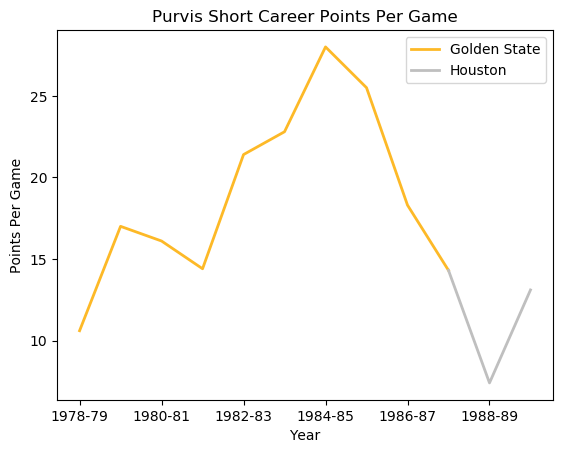 Purvis Short Career Points Per Game
Golden State
Houston
Points Per Game
25
20
15
10
1978-79
1980-81
1982-83
1984-85
1986-87
1988-89
Year